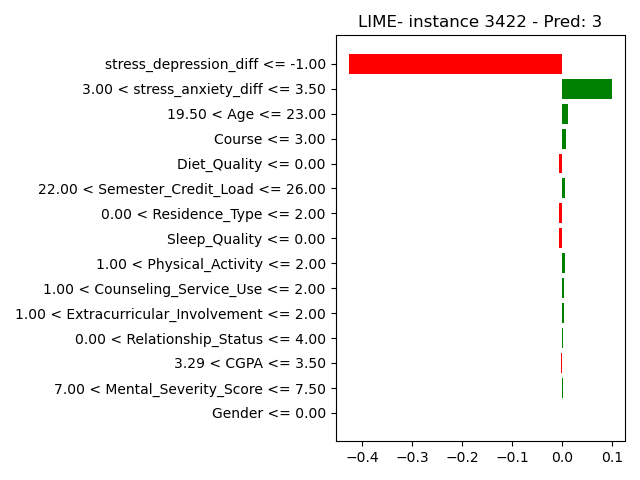 LIME- instance 3422 - Pred: 3
stress_depression_diff <= -1.00
3.00 < stress_anxiety_diff <= 3.50
19.50 < Age <= 23.00
Course <= 3.00
Diet_Quality <= 0.00
22.00 < Semester_Credit_Load <= 26.00
0.00 < Residence_Type <= 2.00
Sleep_Quality <= 0.00
1.00 < Physical_Activity <= 2.00
1.00 < Counseling_Service_Use <= 2.00
1.00 < Extracurricular_Involvement <= 2.00
0.00 < Relationship_Status <= 4.00
3.29 < CGPA <= 3.50
7.00 < Mental_Severity_Score <= 7.50
Gender <= 0.00
−0.4 −0.3 −0.2 −0.1 0.0 0.1